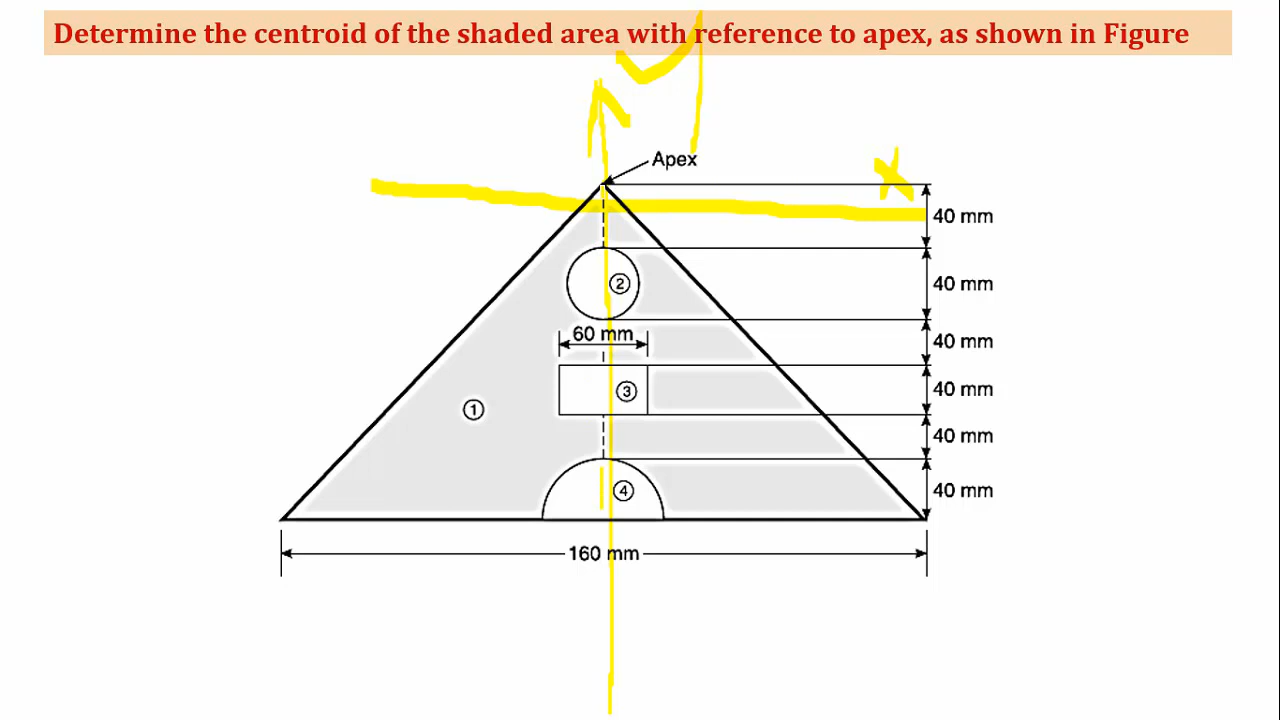 Determine the centroid of the shaded area with reference to apex, as shown in Figure
Apex
40 mm
②
40 mm
60 mm
40 mm
③
40 mm
①
40 mm
④
40 mm
160 mm